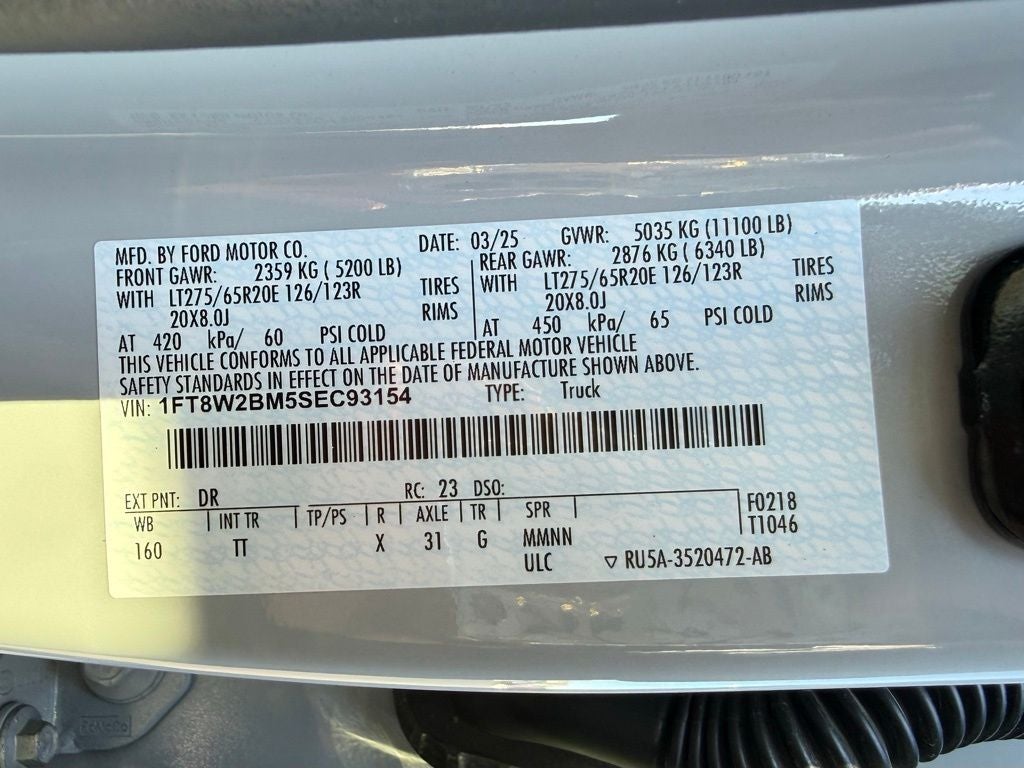 MFD. BY FORD MOTOR CO. DATE: 03/25 GVWR: 5035 KG (11100 LB)
FRONT GAWR: 2359 KG ( 5200 LB) REAR GAWR: 2876 KG ( 6340 LB)
WITH LT275/65R20E 126/123R TIRES WITH LT275/65R20E 126/123R TIRES
20X8.0J RIMS 20X8.0J RIMS
AT 420 kPa/ 60 PSI COLD AT 450 kPa/ 65 PSI COLD
THIS VEHICLE CONFORMS TO ALL APPLICABLE FEDERAL MOTOR VEHICLE
SAFETY STANDARDS IN EFFECT ON THE DATE OF MANUFACTURE SHOWN ABOVE.
VIN: 1FT8W2BM5SEC93154 TYPE: Truck
EXT PNT: DR RC: 23 DSO:
WB INT TR TP/PS R AXLE TR SPR F0218
160 TT X 31 G MMNN T1046
ULC ▽ RU5A-3520472-AB